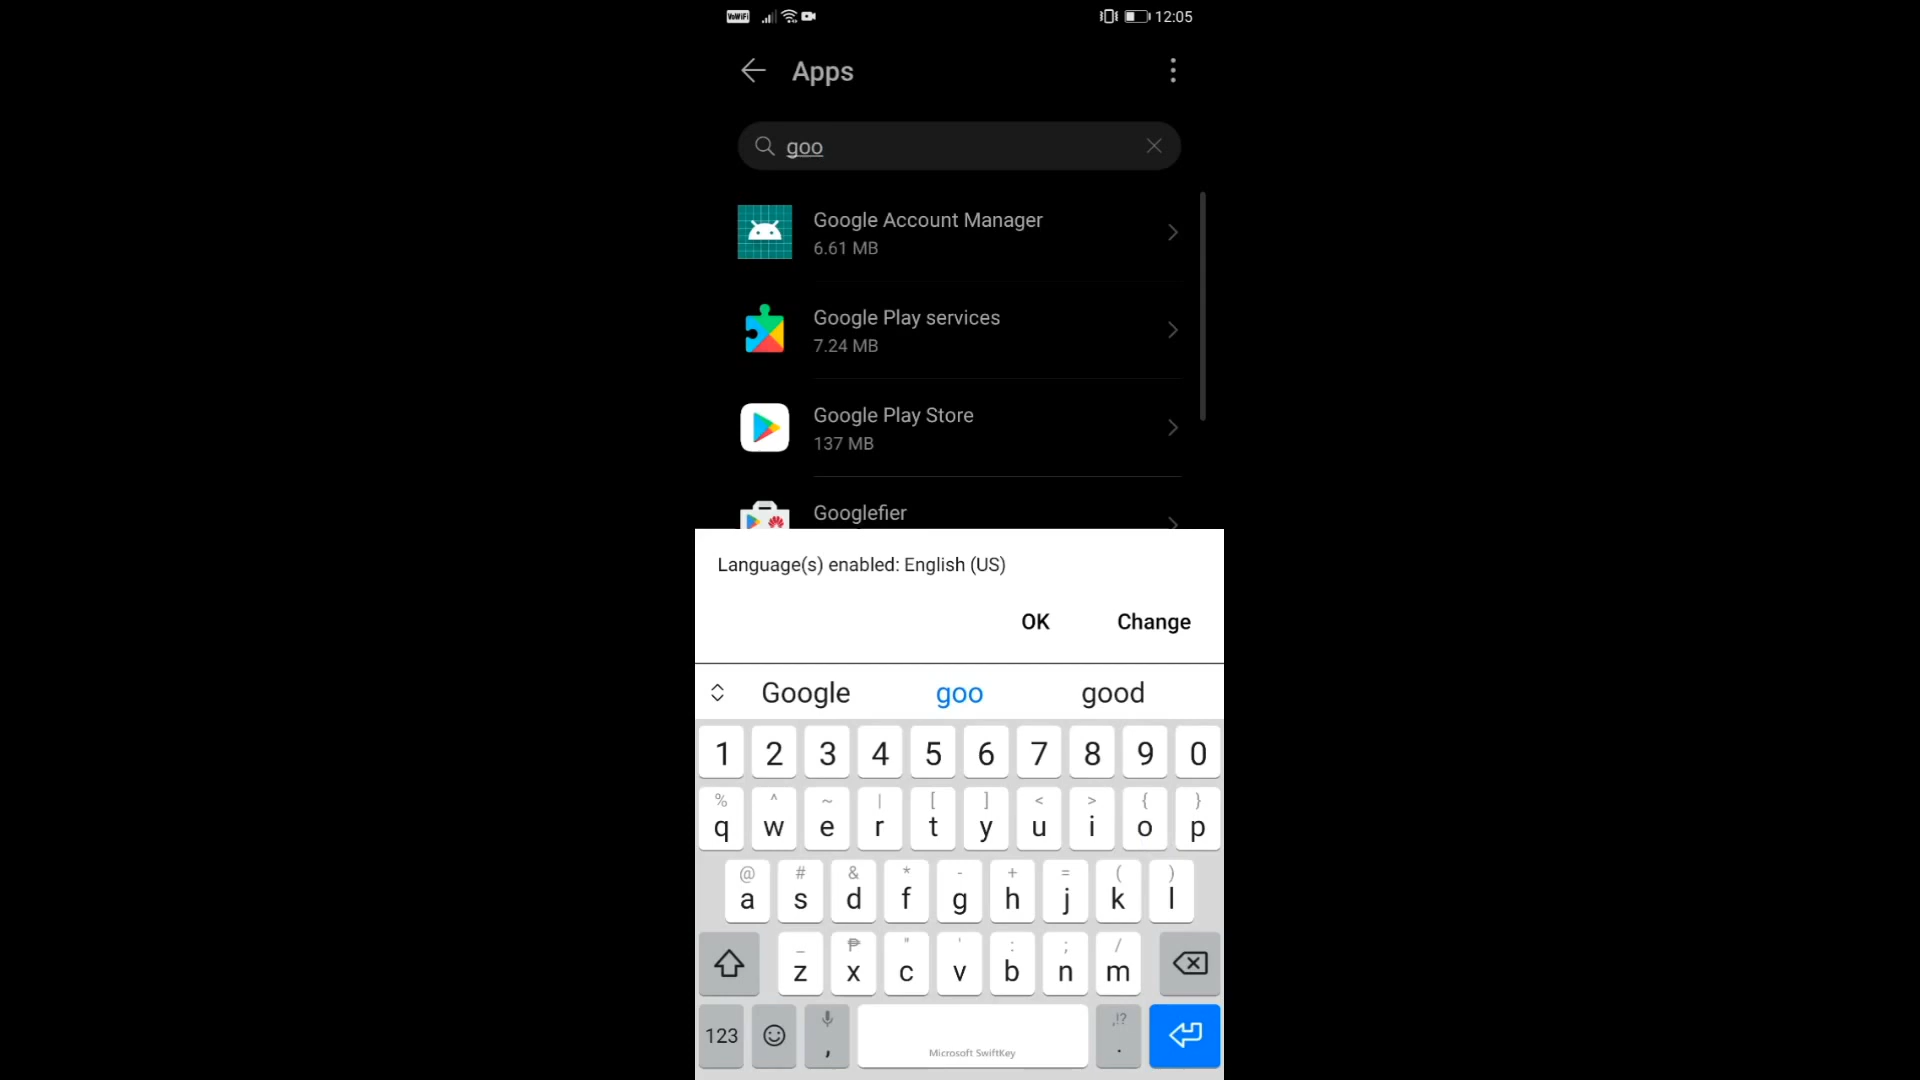 VoWiFi 12:05
Apps
goo
Google Account Manager
6.61 MB
Google Play services
7.24 MB
Google Play Store
137 MB
Googlefier
Language(s) enabled: English (US)
OK Change
Google goo good
1 2 3 4 5 6 7 8 9 0
% ^ ~ | [ ] < > { }
q w e r t y u i o p
@ # & * - + = ( )
a s d f g h j k l
_ ₱ " ' : ; /
z x c v b n m
123 , Microsoft SwiftKey ,!? .